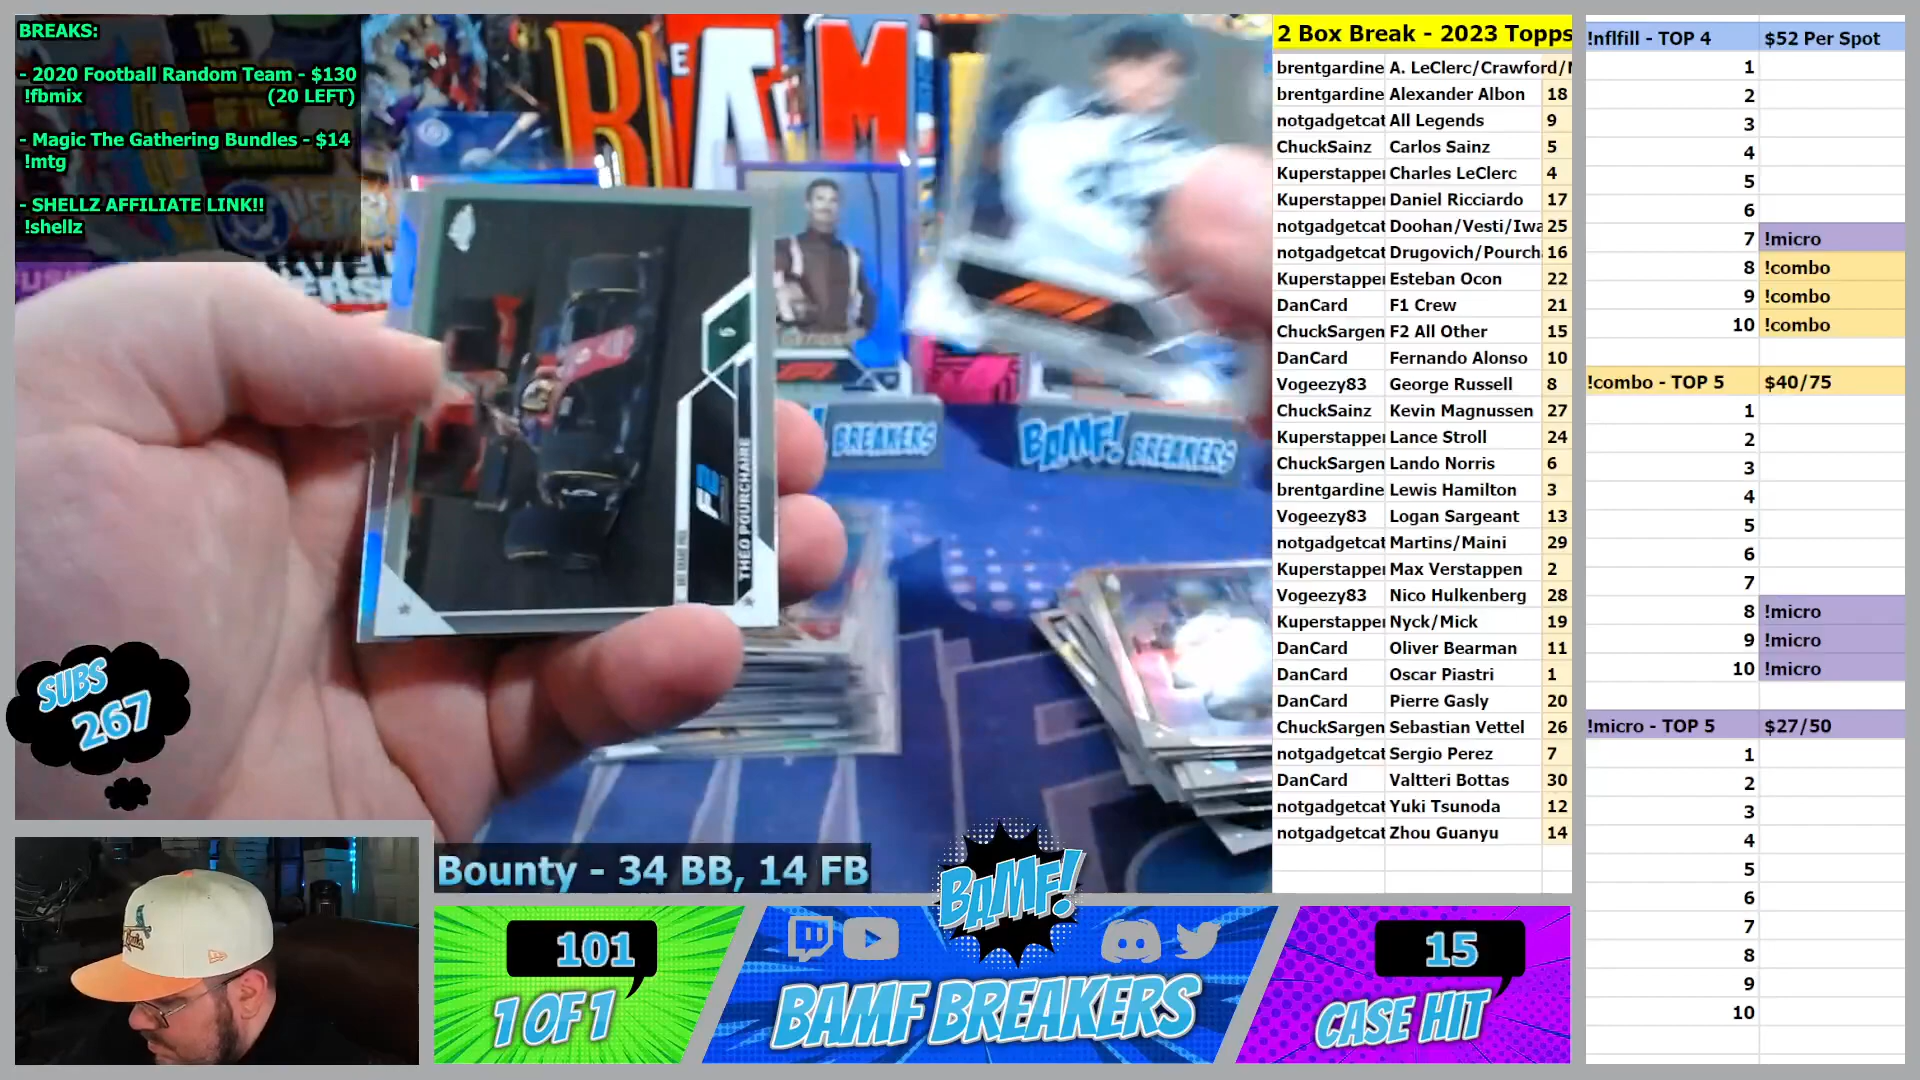 BREAKS:
- 2020 Football Random Team - $130
!fbmix (20 LEFT)
- Magic The Gathering Bundles - $14
!mtg
- SHELLZ AFFILIATE LINK!!
!shellz
THEO POURCHAIRE
F2
BREAKERS
BAMF! BREAKERS
SUBS
267
Bounty - 34 BB, 14 FB
BAMF!
101
1 OF 1
BAMF BREAKERS
15
CASE HIT
2 Box Break - 2023 Topps
brentgardine A. LeClerc/Crawford/
brentgardine Alexander Albon 18
notgadgetcat All Legends 9
ChuckSainz Carlos Sainz 5
Kuperstapper Charles LeClerc 4
Kuperstapper Daniel Ricciardo 17
notgadgetcat Doohan/Vesti/Iwa 25
notgadgetcat Drugovich/Pourch 16
Kuperstapper Esteban Ocon 22
DanCard F1 Crew 21
ChuckSargen F2 All Other 15
DanCard Fernando Alonso 10
Vogeezy83 George Russell 8
ChuckSainz Kevin Magnussen 27
Kuperstapper Lance Stroll 24
ChuckSargen Lando Norris 6
brentgardine Lewis Hamilton 3
Vogeezy83 Logan Sargeant 13
notgadgetcat Martins/Maini 29
Kuperstapper Max Verstappen 2
Vogeezy83 Nico Hulkenberg 28
Kuperstapper Nyck/Mick 19
DanCard Oliver Bearman 11
DanCard Oscar Piastri 1
DanCard Pierre Gasly 20
ChuckSargen Sebastian Vettel 26
notgadgetcat Sergio Perez 7
DanCard Valtteri Bottas 30
notgadgetcat Yuki Tsunoda 12
notgadgetcat Zhou Guanyu 14
!nflfill - TOP 4 $52 Per Spot
1
2
3
4
5
6
7 !micro
8 !combo
9 !combo
10 !combo
!combo - TOP 5 $40/75
1
2
3
4
5
6
7
8 !micro
9 !micro
10 !micro
!micro - TOP 5 $27/50
1
2
3
4
5
6
7
8
9
10